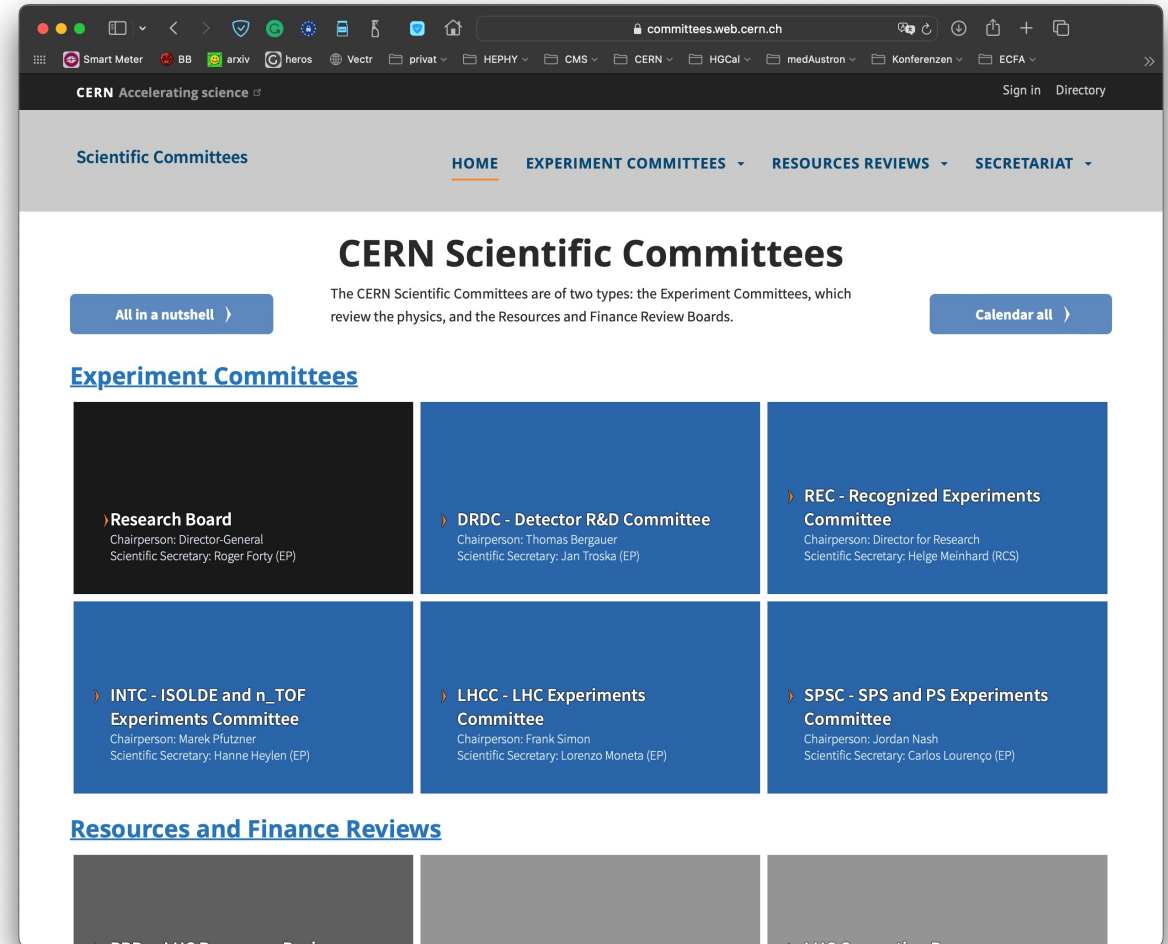 committees.web.cern.ch
Smart Meter BB arxiv heros Vectr privat HEPHY CMS CERN HGCal medAustron Konferenzen ECFA
CERN Accelerating science
Sign in Directory
Scientific Committees
HOME EXPERIMENT COMMITTEES RESOURCES REVIEWS SECRETARIAT
CERN Scientific Committees
The CERN Scientific Committees are of two types: the Experiment Committees, which
review the physics, and the Resources and Finance Review Boards.
All in a nutshell
Calendar all
Experiment Committees
Research Board
Chairperson: Director-General
Scientific Secretary: Roger Forty (EP)
DRDC - Detector R&D Committee
Chairperson: Thomas Bergauer
Scientific Secretary: Jan Troska (EP)
REC - Recognized Experiments
Committee
Chairperson: Director for Research
Scientific Secretary: Helge Meinhard (RCS)
INTC - ISOLDE and n_TOF
Experiments Committee
Chairperson: Marek Pfutzner
Scientific Secretary: Hanne Heylen (EP)
LHCC - LHC Experiments
Committee
Chairperson: Frank Simon
Scientific Secretary: Lorenzo Moneta (EP)
SPSC - SPS and PS Experiments
Committee
Chairperson: Jordan Nash
Scientific Secretary: Carlos Lourenço (EP)
Resources and Finance Reviews